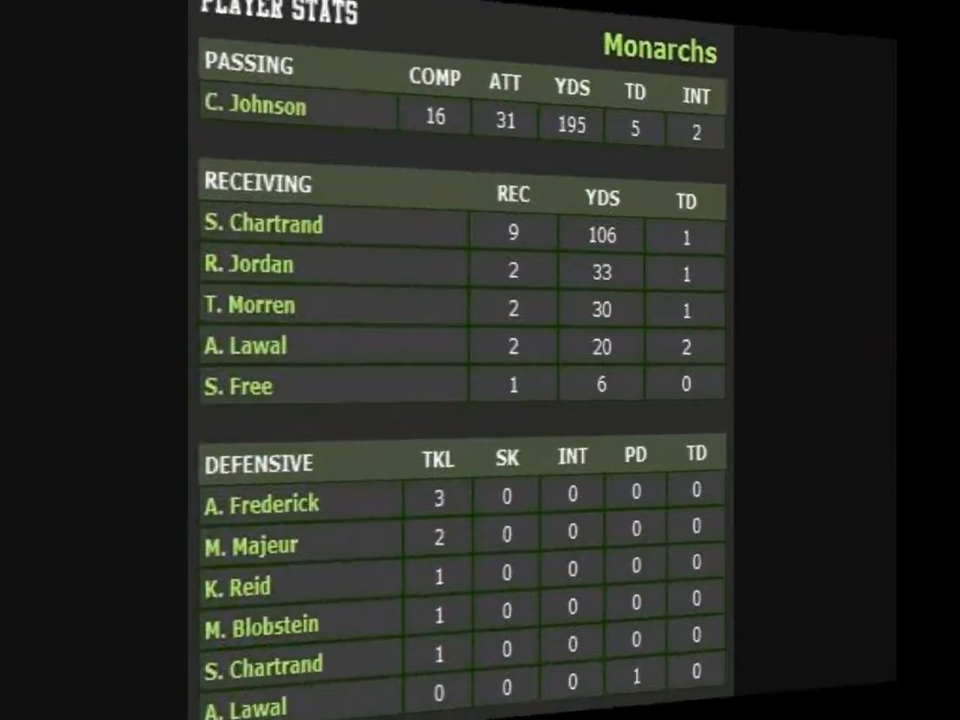 PLAYER STATS
Monarchs
PASSING COMP ATT YDS TD INT
C. Johnson 16 31 195 5 2
RECEIVING REC YDS TD
S. Chartrand 9 106 1
R. Jordan 2 33 1
T. Morren 2 30 1
A. Lawal 2 20 2
S. Free 1 6 0
DEFENSIVE TKL SK INT PD TD
A. Frederick 3 0 0 0 0
M. Majeur 2 0 0 0 0
K. Reid 1 0 0 0 0
M. Blobstein 1 0 0 0 0
S. Chartrand 1 0 0 0 0
A. Lawal 0 0 0 1 0